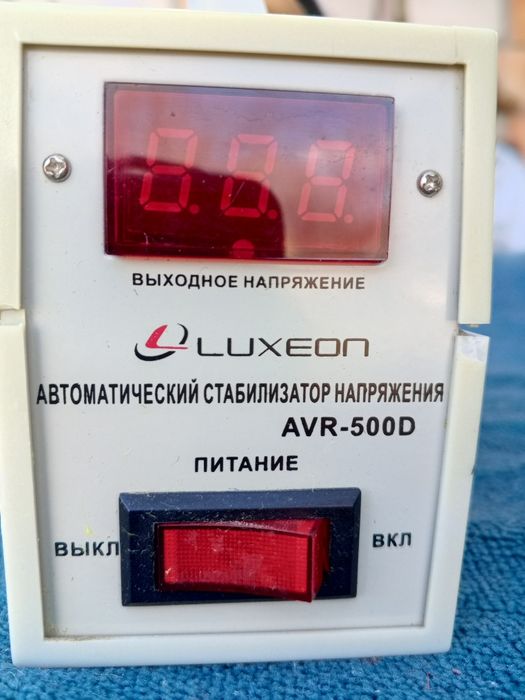 ВЫХОДНОЕ НАПРЯЖЕНИЕ
LUXEON
АВТОМАТИЧЕСКИЙ СТАБИЛИЗАТОР НАПРЯЖЕНИЯ
AVR-500D
ПИТАНИЕ
ВЫКЛ ВКЛ